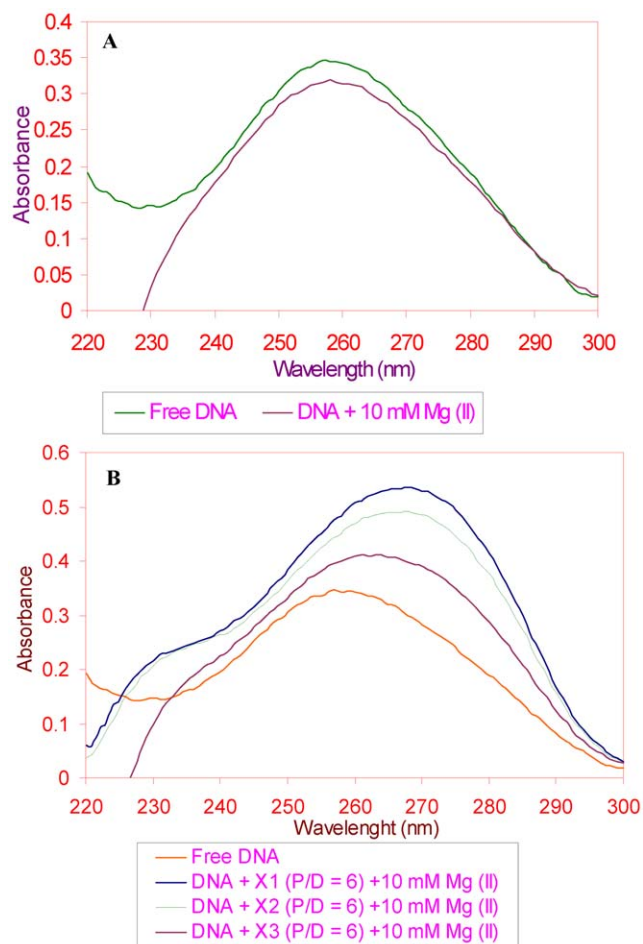 A
0.4
0.35
0.3
0.25
0.2
0.15
0.1
0.05
0
Absorbance
220 230 240 250 260 270 280 290 300
Wavelength (nm)
Free DNA DNA + 10 mM Mg (II)
B
0.6
0.5
0.4
0.3
0.2
0.1
0
Absorbance
220 230 240 250 260 270 280 290 300
Wavelenght (nm)
Free DNA
DNA + X1 (P/D = 6) +10 mM Mg (II)
DNA + X2 (P/D = 6) +10 mM Mg (II)
DNA + X3 (P/D = 6) +10 mM Mg (II)